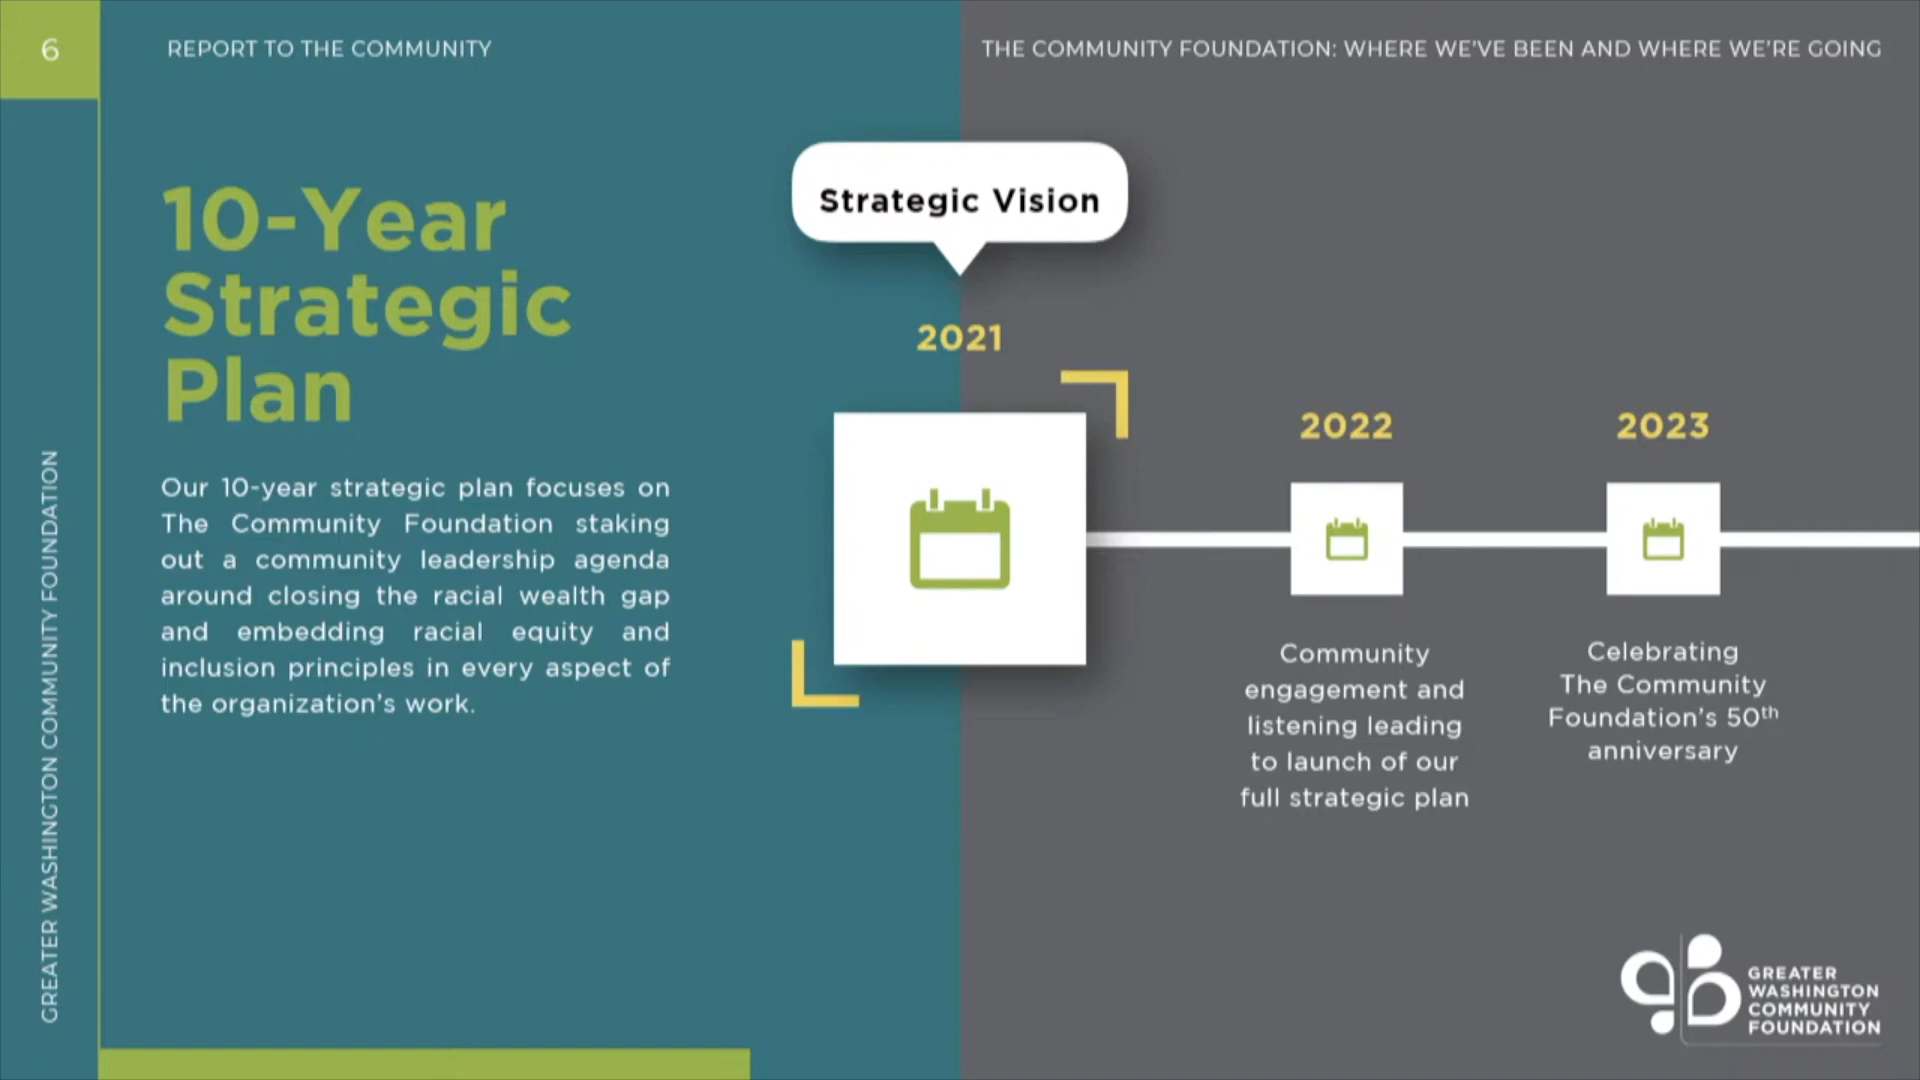 6
REPORT TO THE COMMUNITY
THE COMMUNITY FOUNDATION: WHERE WE'VE BEEN AND WHERE WE'RE GOING
GREATER WASHINGTON COMMUNITY FOUNDATION
10-Year
Strategic
Plan
Our 10-year strategic plan focuses on
The Community Foundation staking
out a community leadership agenda
around closing the racial wealth gap
and embedding racial equity and
inclusion principles in every aspect of
the organization's work.
Strategic Vision
2021
2022
Community
engagement and
listening leading
to launch of our
full strategic plan
2023
Celebrating
The Community
Foundation's 50th
anniversary
GREATER
WASHINGTON
COMMUNITY
FOUNDATION